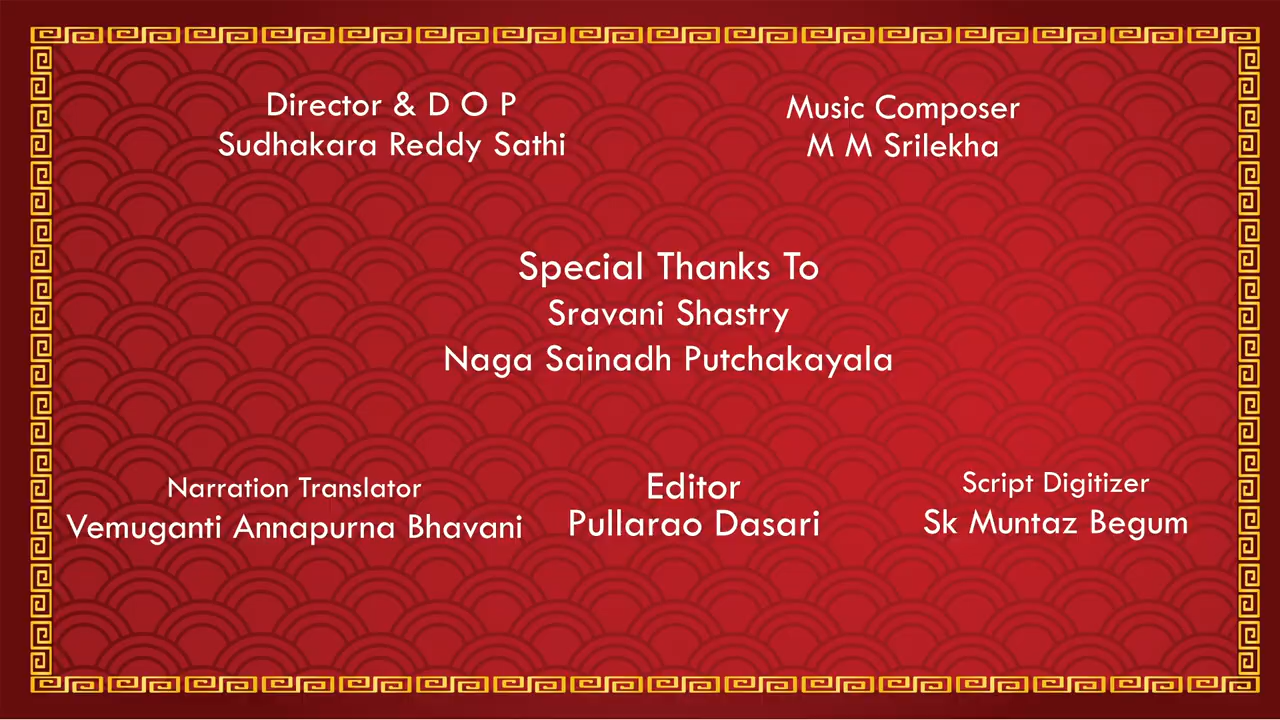 Director & D O P
Sudhakara Reddy Sathi
Music Composer
M M Srilekha
Special Thanks To
Sravani Shastry
Naga Sainadh Putchakayala
Narration Translator
Vemuganti Annapurna Bhavani
Editor
Pullarao Dasari
Script Digitizer
Sk Muntaz Begum